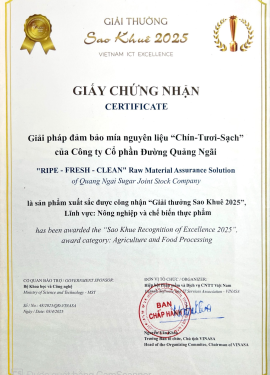 GIẢI THƯỞNG
Sao Khuê 2025
VIETNAM ICT EXCELLENCE
GIẤY CHỨNG NHẬN
CERTIFICATE
Giải pháp đảm bảo mía nguyên liệu “Chín-Tươi-Sạch”
của Công ty Cổ phần Đường Quảng Ngãi
"RIPE - FRESH - CLEAN" Raw Material Assurance Solution
of Quang Ngai Sugar Joint Stock Company
là sản phẩm xuất sắc được công nhận “Giải thưởng Sao Khuê 2025”,
Lĩnh vực: Nông nghiệp và chế biến thực phẩm
has been awarded the “Sao Khue Recognition of Excellence 2025”,
award category: Agriculture and Food Processing
CƠ QUAN BẢO TRỢ / GOVERNMENT SPONSOR:
Bộ Khoa học và Công nghệ
Ministry of Science and Technology - MST
ĐƠN VỊ TỔ CHỨC / ORGANIZER:
Hiệp hội Phần mềm và Dịch vụ CNTT Việt Nam
IT Services Association - VINASA
BAN
CHẤP HÀNH
Trưởng Ban tổ chức, Chủ tịch VINASA
Head of the Organizing Committee, Chairman of VINASA